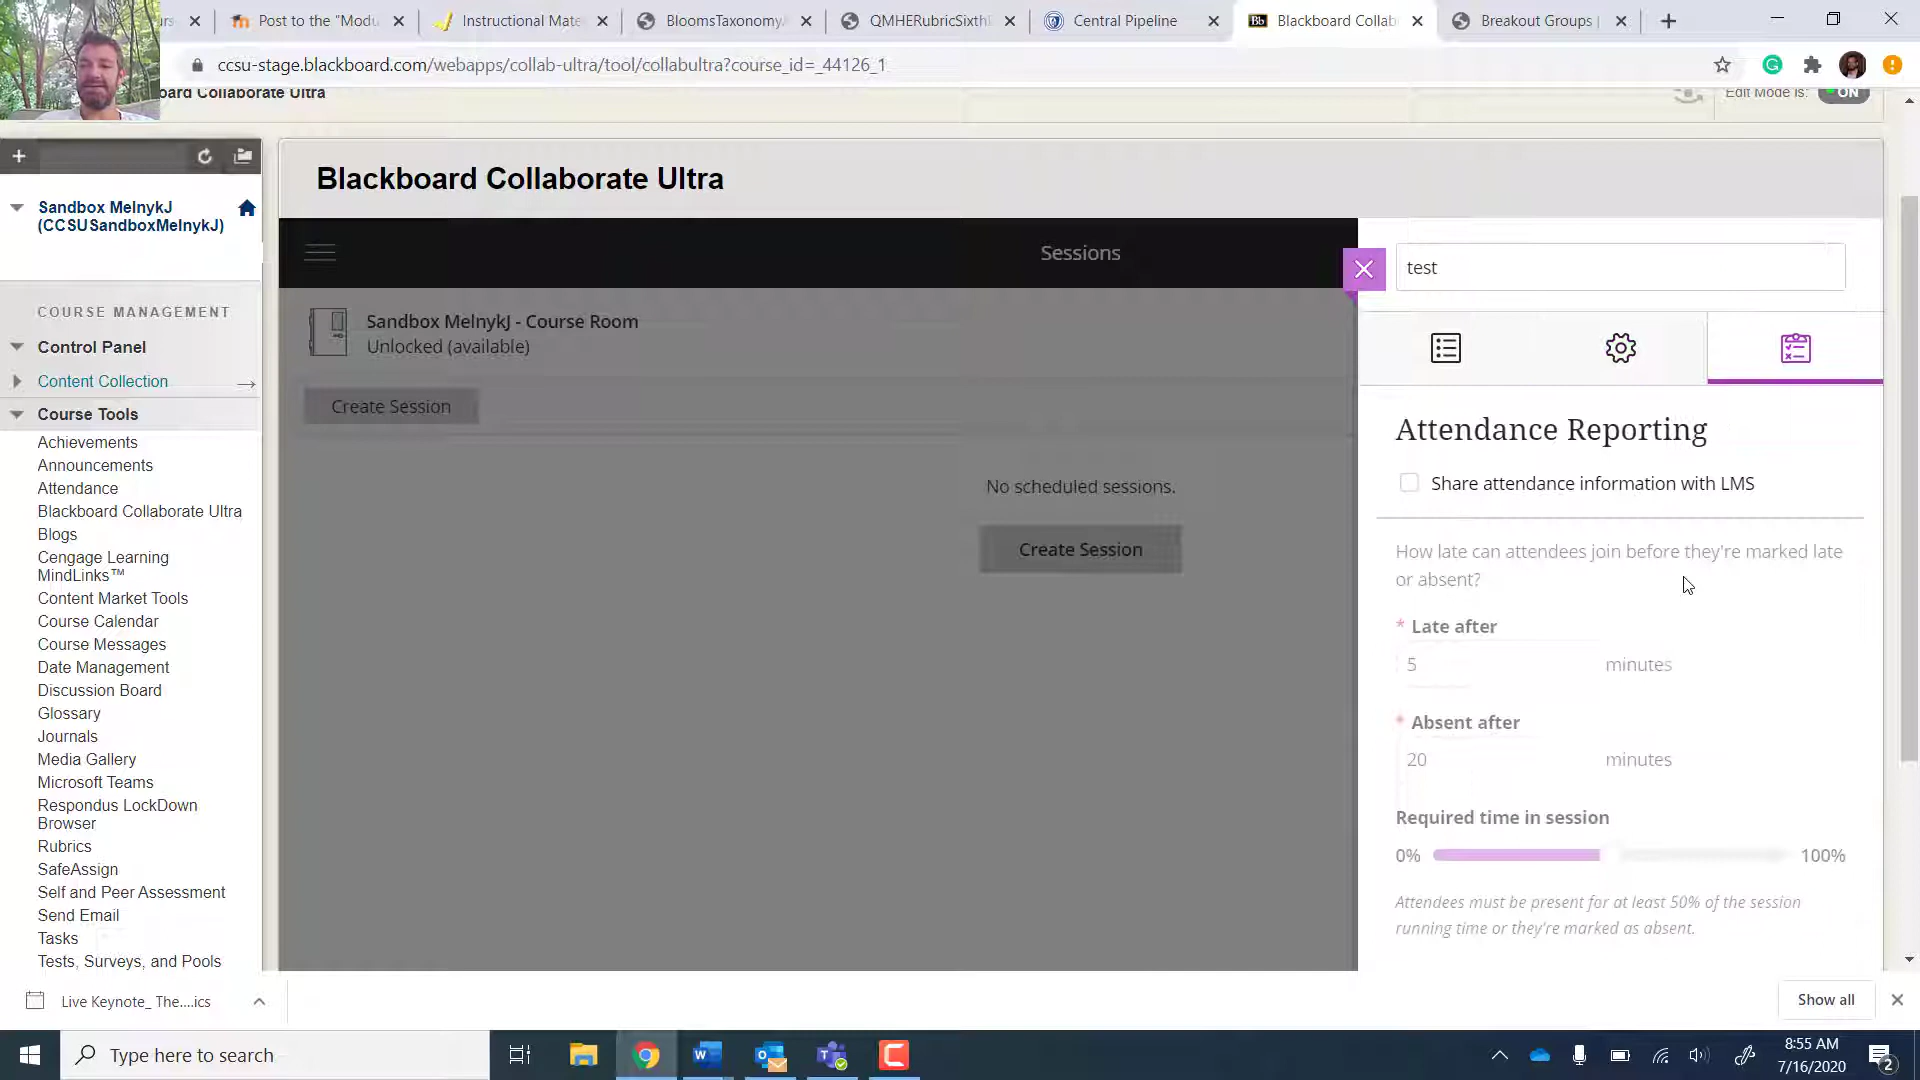 Post to the "Modu
Instructional Mate
BloomsTaxonomy
QMHERubricSixth
Central Pipeline
Blackboard Collab
Breakout Groups |
ccsu-stage.blackboard.com/webapps/collab-ultra/tool/collabultra?course_id=_44126_1
oard Collaborate Ultra
Edit Mode is:
ON
Sandbox MelnykJ
(CCSUSandboxMelnykJ)
COURSE MANAGEMENT
Control Panel
Content Collection
Course Tools
Achievements
Announcements
Attendance
Blackboard Collaborate Ultra
Blogs
Cengage Learning
MindLinks™
Content Market Tools
Course Calendar
Course Messages
Date Management
Discussion Board
Glossary
Journals
Media Gallery
Microsoft Teams
Respondus LockDown
Browser
Rubrics
SafeAssign
Self and Peer Assessment
Send Email
Tasks
Tests, Surveys, and Pools
Blackboard Collaborate Ultra
Sessions
Sandbox MelnykJ - Course Room
Unlocked (available)
Create Session
No scheduled sessions.
Create Session
test
Attendance Reporting
Share attendance information with LMS
How late can attendees join before they're marked late
or absent?
* Late after
5 minutes
* Absent after
20 minutes
Required time in session
0% 100%
Attendees must be present for at least 50% of the session
running time or they're marked as absent.
Live Keynote_ The....ics
Show all
Type here to search
8:55 AM
7/16/2020
2